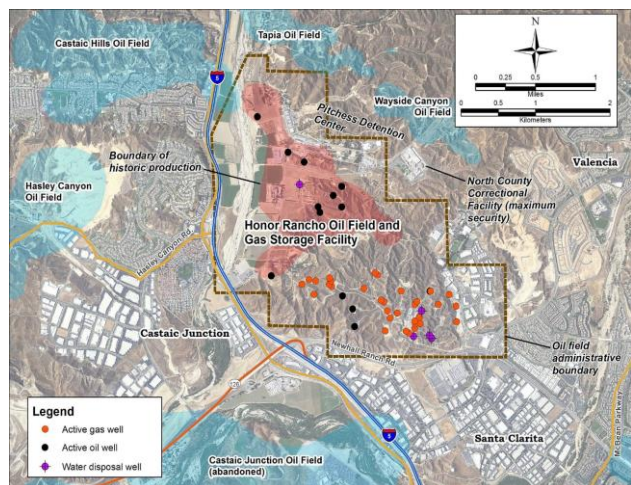 Castaic Hills Oil Field
Tapia Oil Field
N
0
0.25
0.5
1
Miles
0
0.5
1
2
Kilometers
5
Wayside Canyon
Oil Field
Pitchess Detention
Center
Valencia
Boundary of
historic production
Hasley Canyon
Oil Field
North County
Correctional
Facility (maximum
security)
Honor Rancho Oil Field and
Gas Storage Facility
Hasley Canyon Rd.
Castaic Junction
Newhall Ranch Rd
Oil field
administrative
boundary
126
McBean Parkway
Legend
Active gas well
Active oil well
Water disposal well
5
Santa Clarita
Castaic Junction Oil Field
(abandoned)